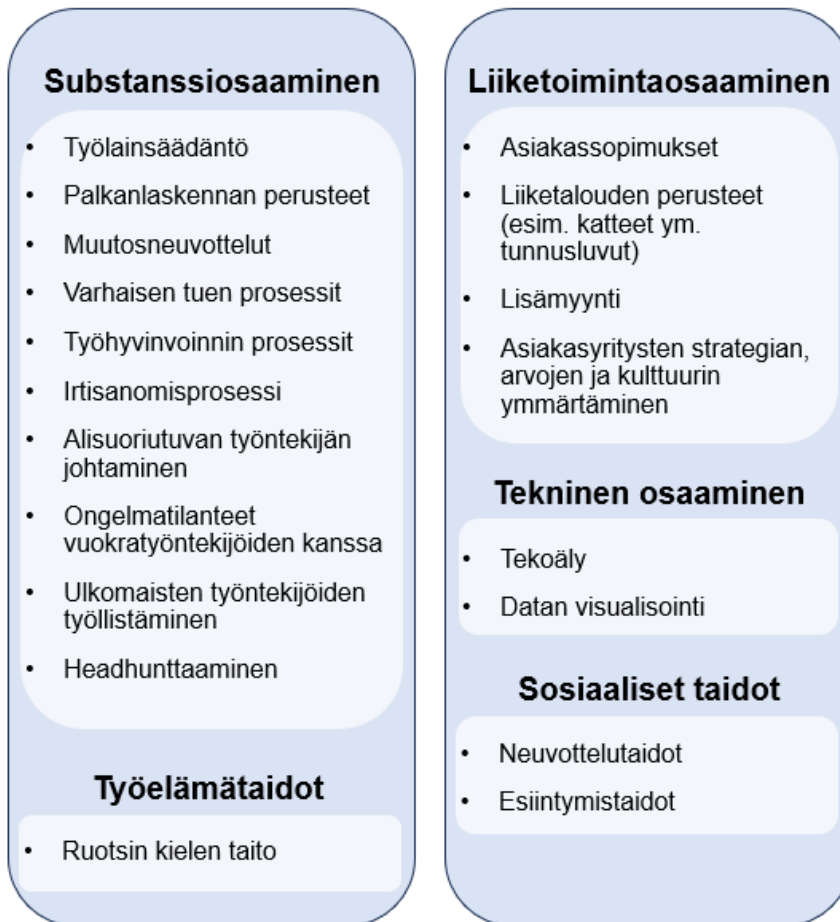 Substanssiosaaminen
• Työlainsäädäntö
• Palkanlaskennan perusteet
• Muutosneuvottelut
• Varhaisen tuen prosessit
• Työhyvinvoinnin prosessit
• Irtisanomisprosessi
• Alisuoriutuvan työntekijän
johtaminen
• Ongelmatilanteet
vuokratyöntekijöiden kanssa
• Ulkomaisten työntekijöiden
työllistäminen
• Headhunttaaminen
Työelämätaidot
• Ruotsin kielen taito
Liiketoimintaosaaminen
• Asiakassopimukset
• Liiketalouden perusteet
(esim. katteet ym.
tunnusluvut)
• Lisämyynti
• Asiakasyritysten strategian,
arvojen ja kulttuurin
ymmärtäminen
Tekninen osaaminen
• Tekoäly
• Datan visualisointi
Sosiaaliset taidot
• Neuvottelutaidot
• Esiintymistaidot